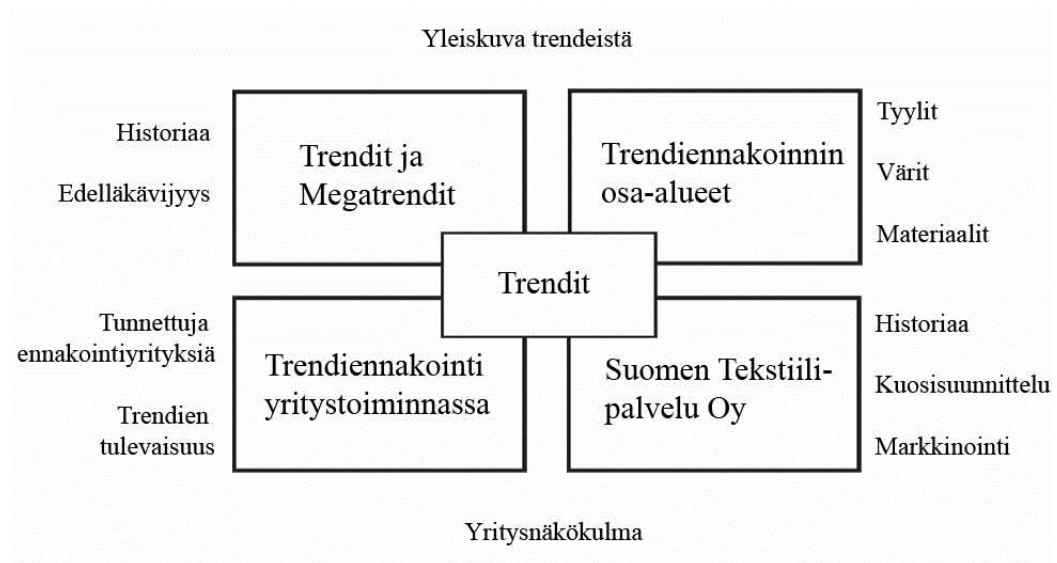 Yleiskuva trendeistä
Historiaa
Edelläkävijyys
Trendit ja
Megatrendit
Trendiennakoinnin
osa-alueet
Tyylit
Värit
Materiaalit
Trendit
Tunnettuja
ennakointiyrityksiä
Trendien
tulevaisuus
Trendiennakointi
yritystoiminnassa
Suomen Tekstiili-
palvelu Oy
Historiaa
Kuosisuunnittelu
Markkinointi
Yritysnäkökulma